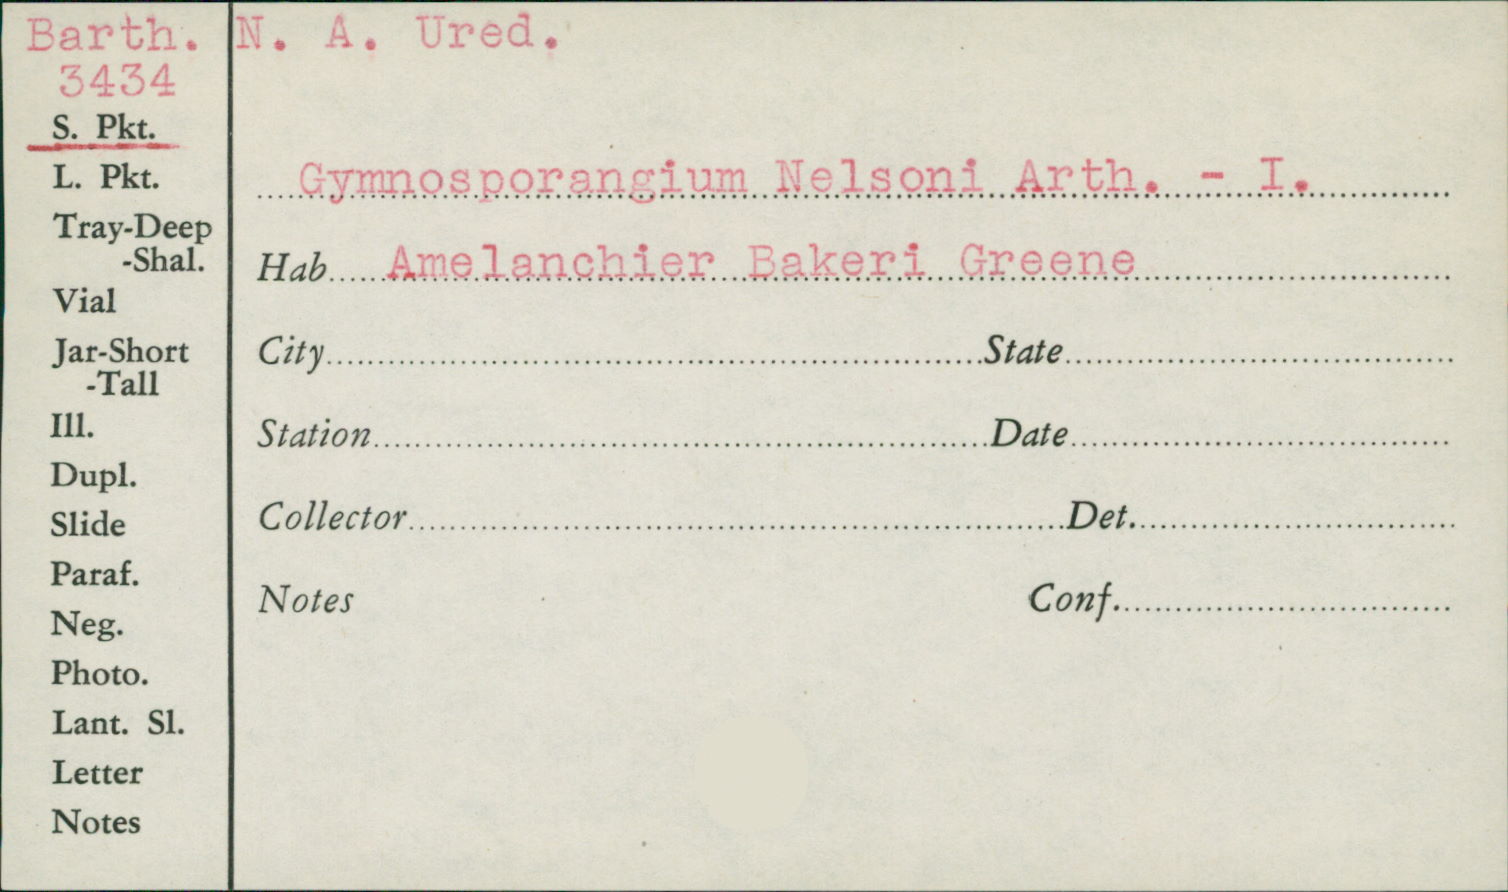 Barth. N. A. Ured.
3434
S. Pkt.
L. Pkt.
Tray-Deep
-Shal.
Vial
Jar-Short
-Tall
Ill.
Dupl.
Slide
Paraf.
Neg.
Photo.
Lant. Sl.
Letter
Notes
Gymnosporangium Nelsoni Arth. - I.
Hab Amelanchier Bakeri Greene
City State
Station Date
Collector Det.
Notes Conf.